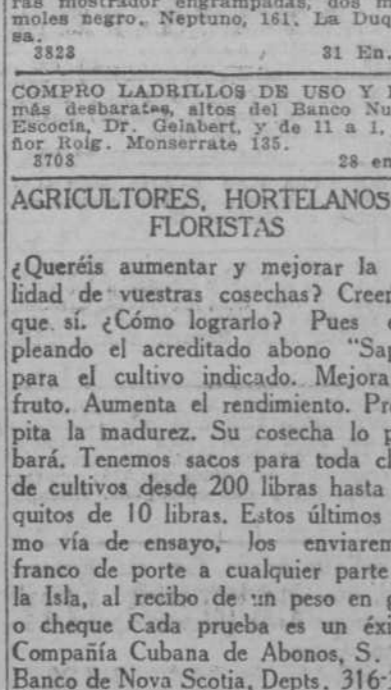 ras mostrador engrampadas, dos m
moles negro. Neptuno, 161. La Duq
sa.
3823 31 En.
COMPRO LADRILLOS DE USO Y
más desbarates, altos del Banco Nu
Escocia, Dr. Gelabert, y de 11 a 1.
ñor Roig. Monserrate 135.
3708 28 en
AGRICULTORES, HORTELANOS
FLORISTAS
¿Queréis aumentar y mejorar la
lidad de vuestras cosechas? Creem
que sí. ¿Cómo lograrlo? Pues
pleando el acreditado abono "Sap
para el cultivo indicado. Mejora
fruto. Aumenta el rendimiento. Pre
pita la madurez. Su cosecha lo p
bará. Tenemos sacos para toda cl
de cultivos desde 200 libras hasta
quitos de 10 libras. Estos últimos
mo vía de ensayo, los enviarem
franco de porte a cualquier parte
la Isla, al recibo de un peso en
o cheque Cada prueba es un éxi
Compañía Cubana de Abonos, S.
Banco de Nova Scotia, Depts. 316